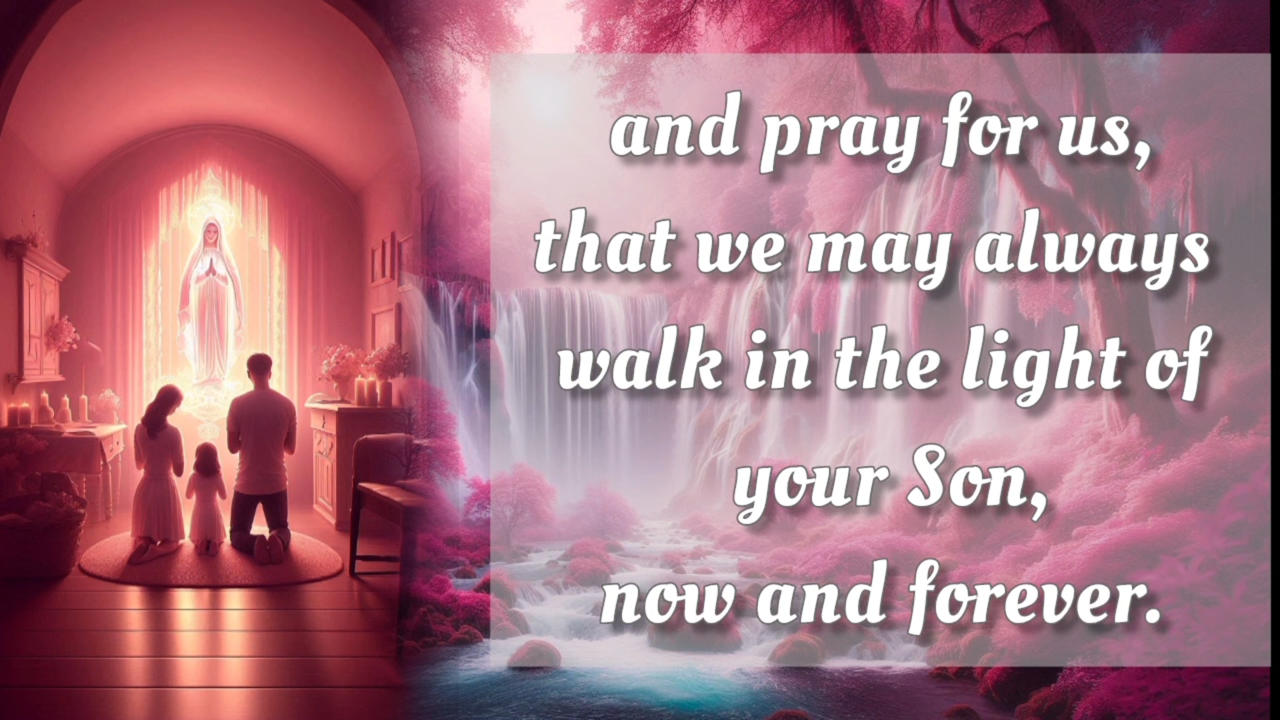 and pray for us,
that we may always
walk in the light of
your Son,
now and forever.